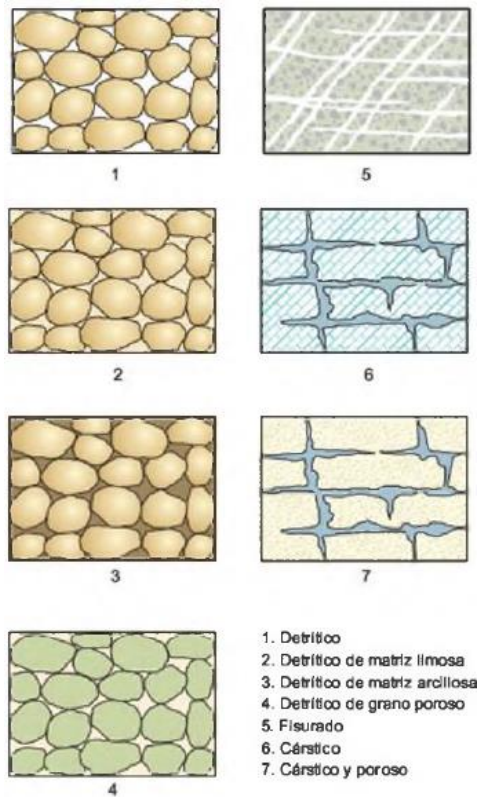 1
5
2
6
3
7
4
1. Detrítico
2. Detrítico de matriz limosa
3. Detrítico de matriz arcillosa
4. Detrítico de grano poroso
5. Fisurado
6. Cárstico
7. Cárstico y poroso